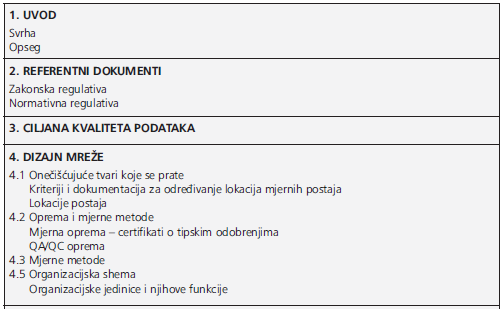 1. UVOD
Svrha
Opseg
2. REFERENTNI DOKUMENTI
Zakonska regulativa
Normativna regulativa
3. CILJANA KVALITETA PODATAKA
4. DIZAJN MREŽE
4.1 Onečišćujuće tvari koje se prate
Kriteriji i dokumentacija za određivanje lokacija mjernih postaja
Lokacije postaja
4.2 Oprema i mjerne metode
Mjerna oprema – certifikati o tipskim odobrenjima
QA/QC oprema
4.3 Mjerne metode
4.5 Organizacijska shema
Organizacijske jedinice i njihove funkcije